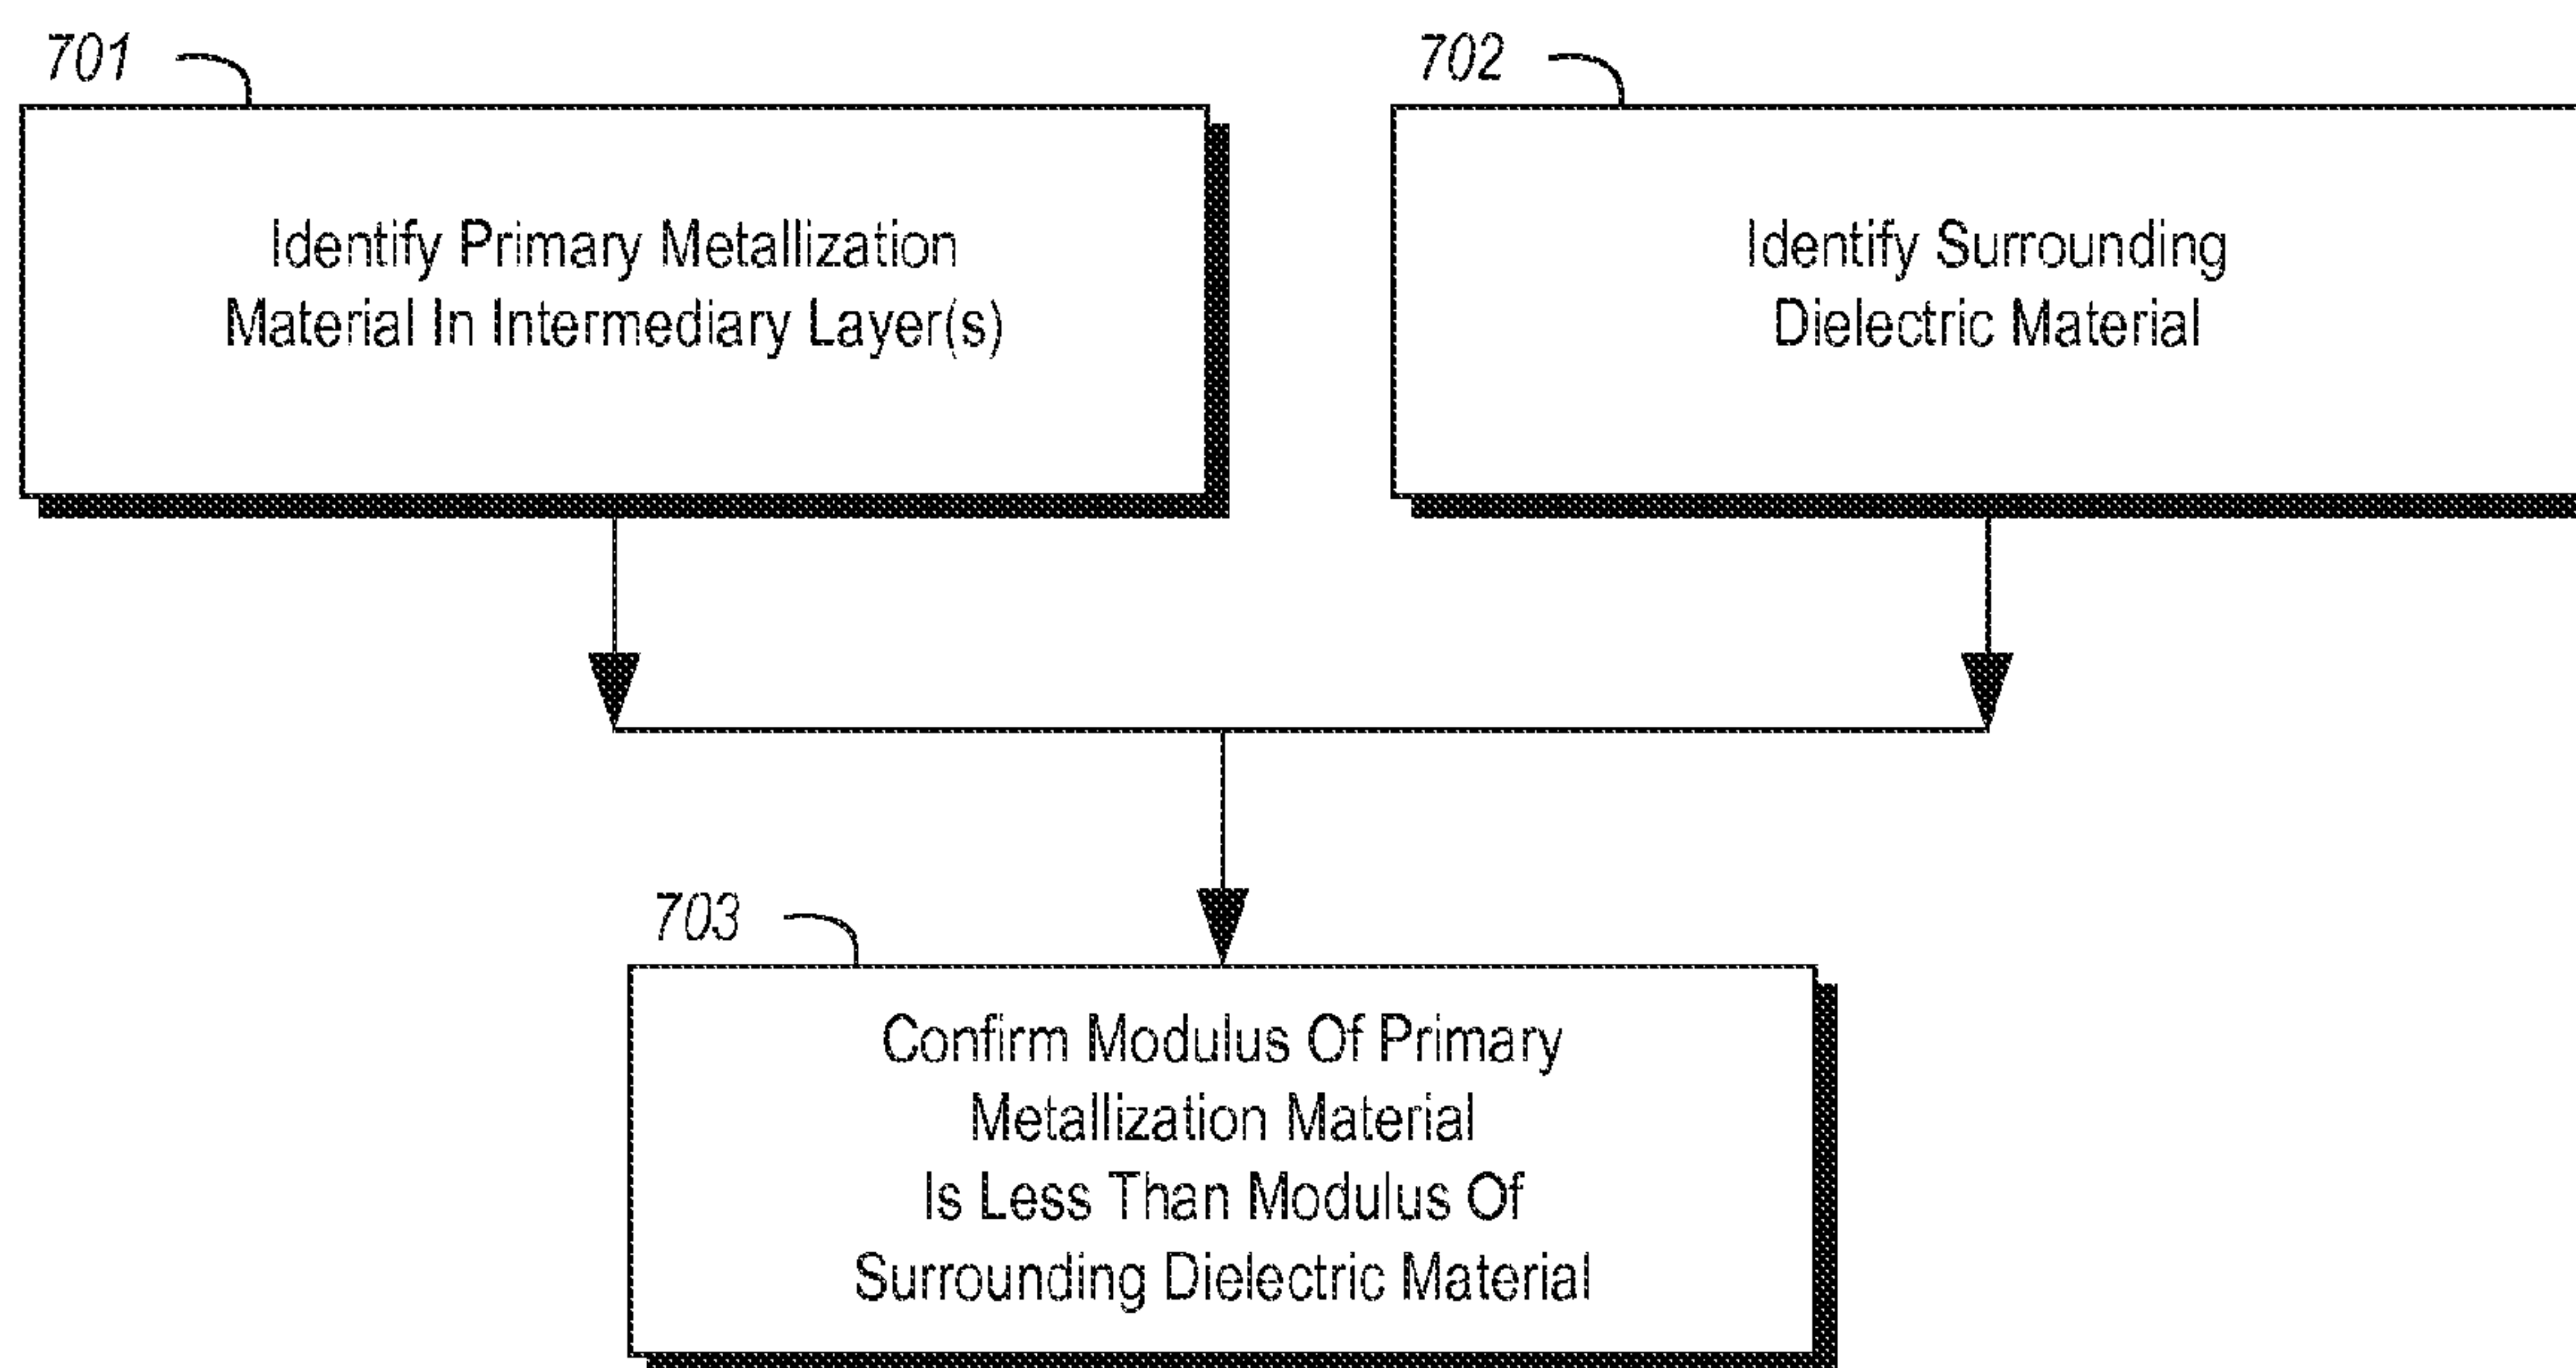 701
Identify Primary Metallization
Material In Intermediary Layer(s)
702
Identify Surrounding
Dielectric Material
703
Confirm Modulus Of Primary
Metallization Material
Is Less Than Modulus Of
Surrounding Dielectric Material